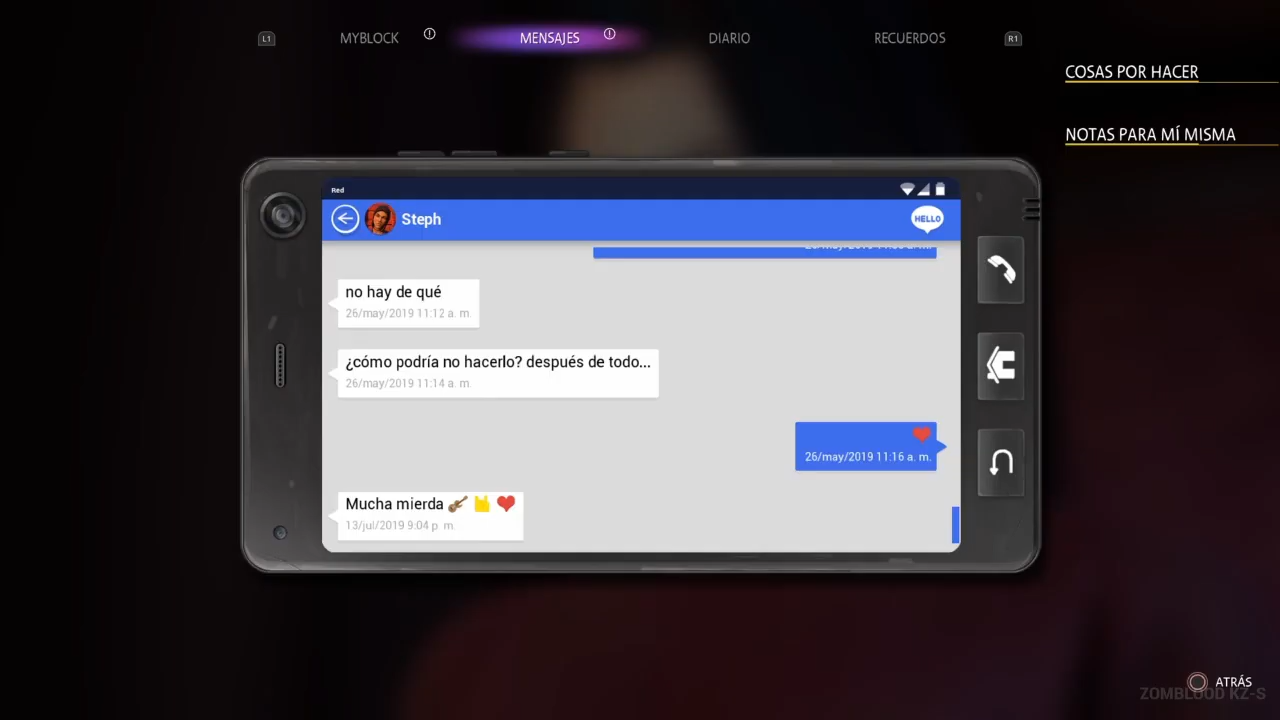 L1
MYBLOCK
MENSAJES
DIARIO
RECUERDOS
R1
COSAS POR HACER
NOTAS PARA MÍ MISMA
Red
Steph
HELLO
no hay de qué
26/may/2019 11:12 a. m.
¿cómo podría no hacerlo? después de todo...
26/may/2019 11:14 a. m.
❤️
26/may/2019 11:16 a. m.
Mucha mierda 🎸 🤘 ❤️
13/jul/2019 9:04 p. m.
ATRÁS
ZOMBLOOD KZ-S